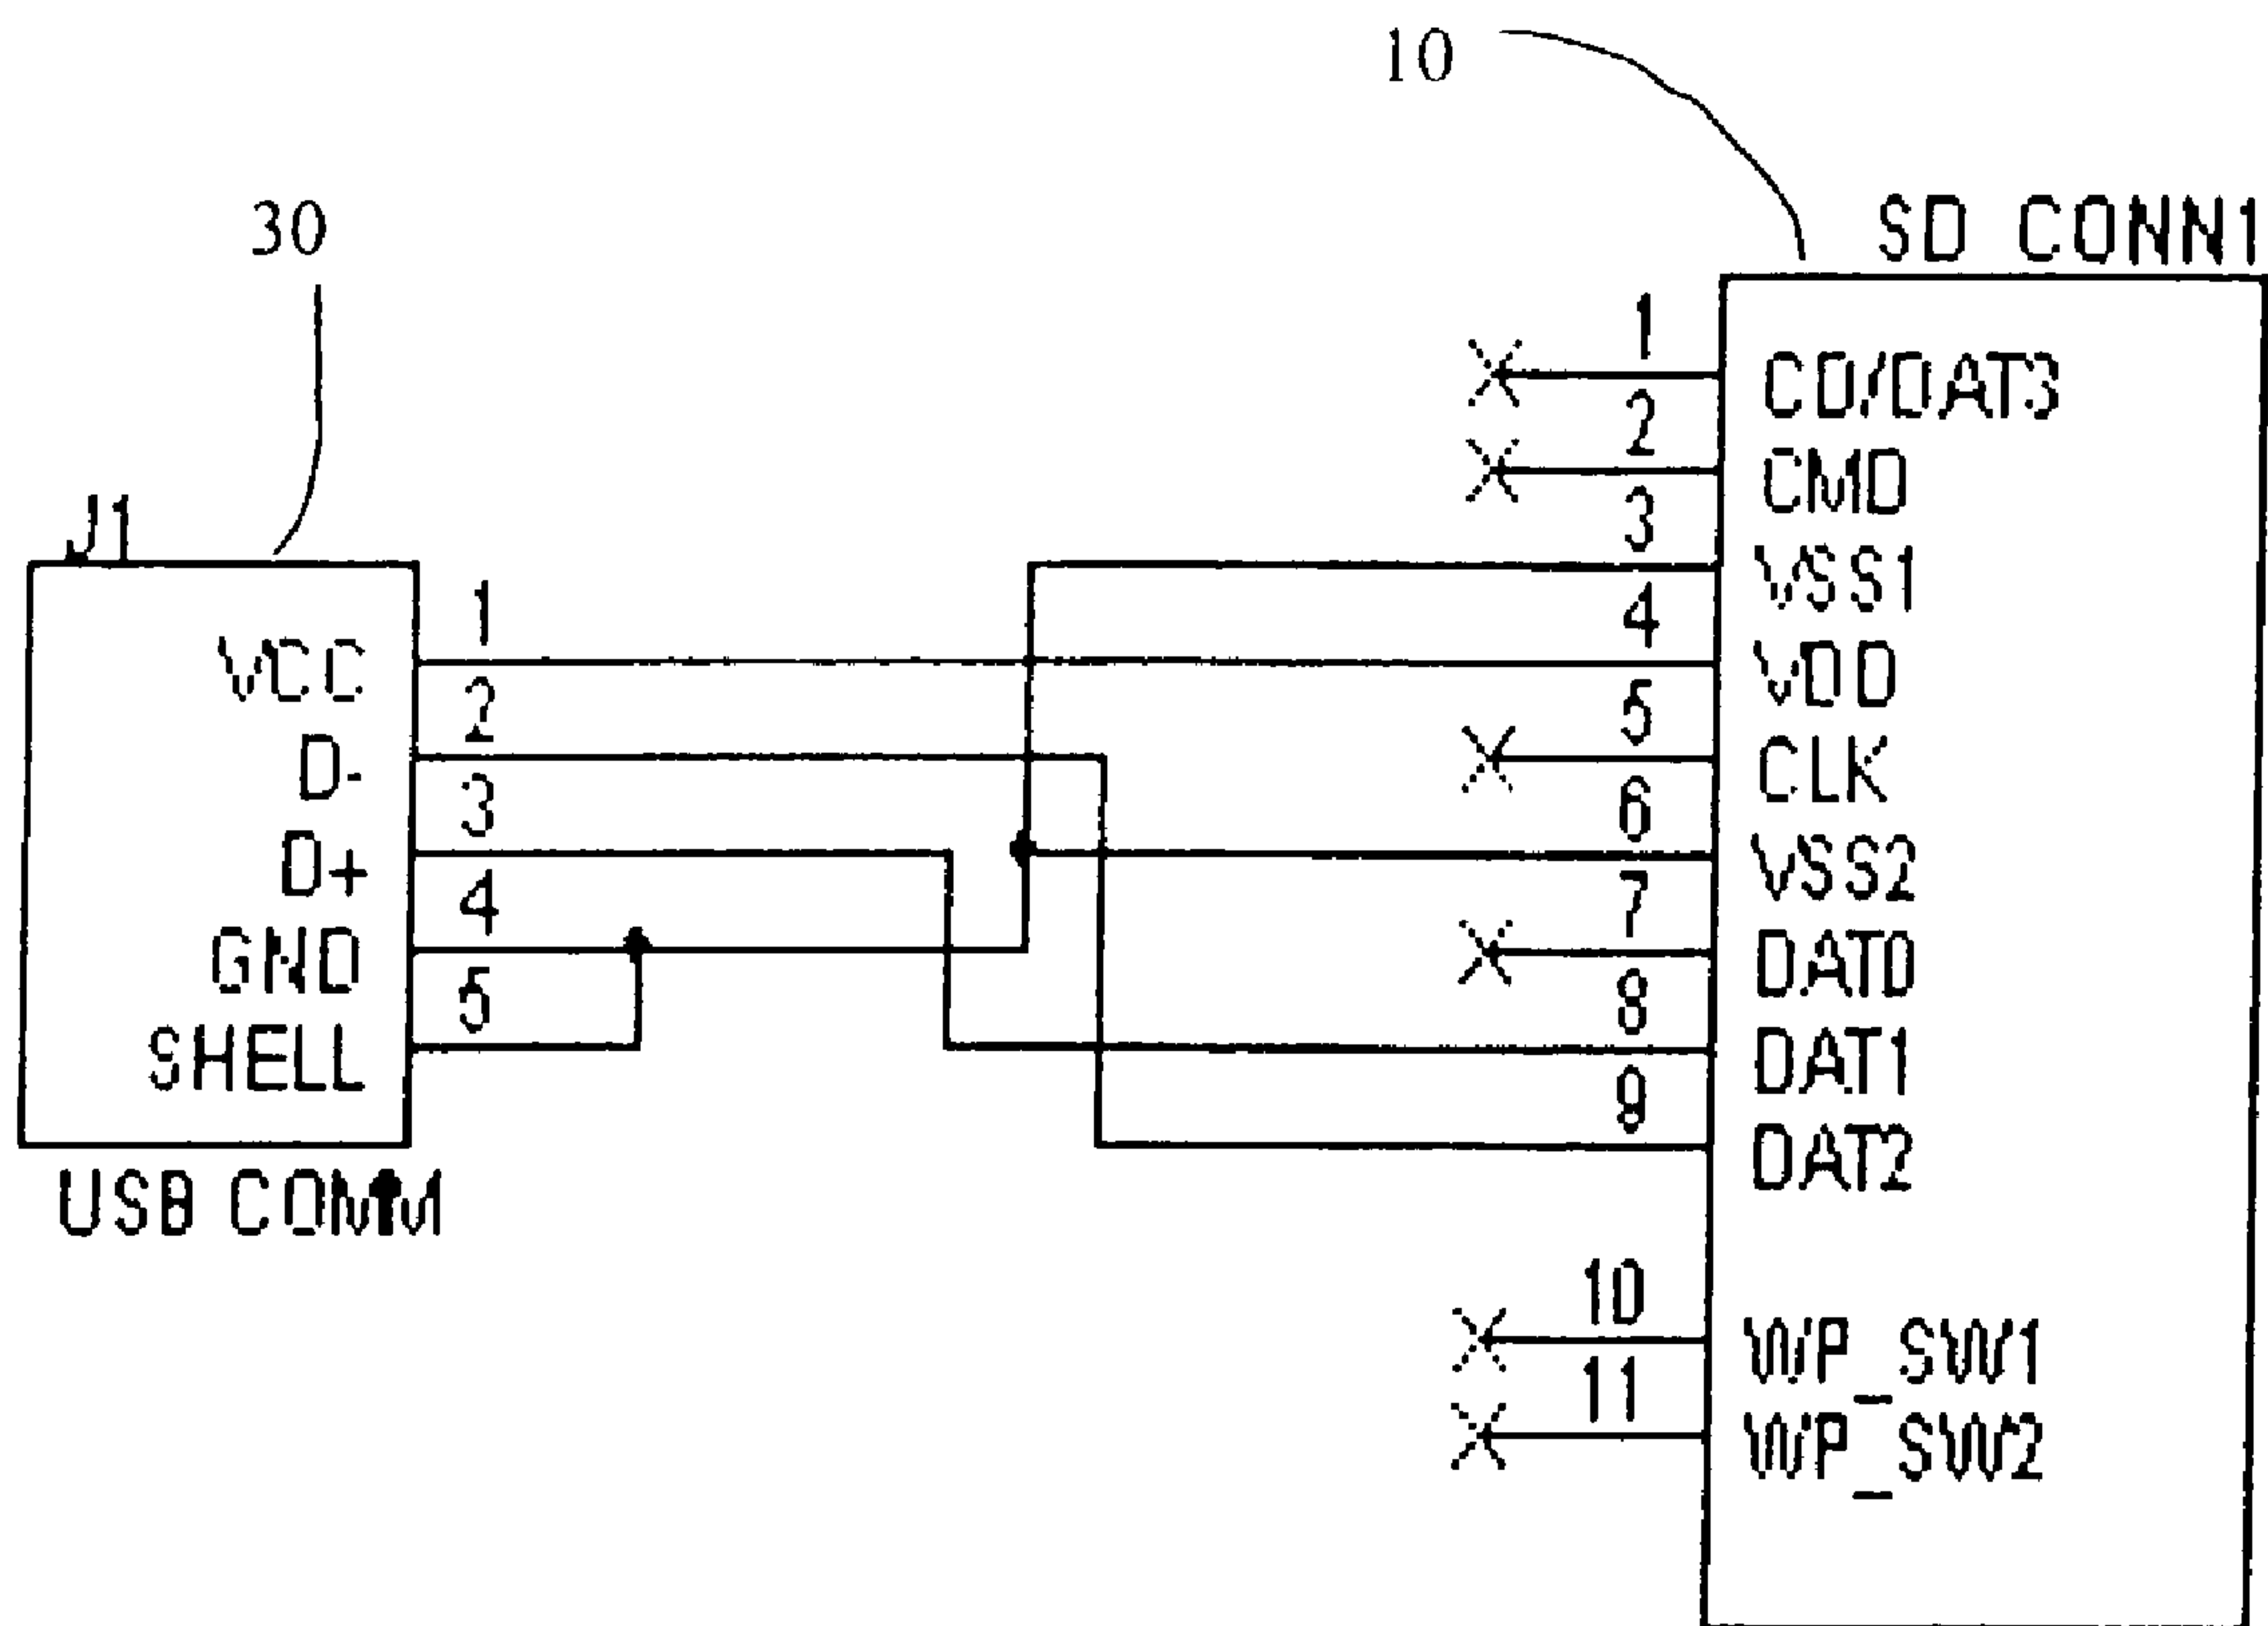 10
30
SD CONN1
J1
1
CD/DAT3
2
CMD
3
VSS1
4
VDD
5
CLK
6
VSS2
7
DAT0
8
DAT1
9
DAT2
10
WP_SW1
11
WP_SW2
1
VCC
2
D-
3
D+
4
GND
5
SHELL
USB COMM